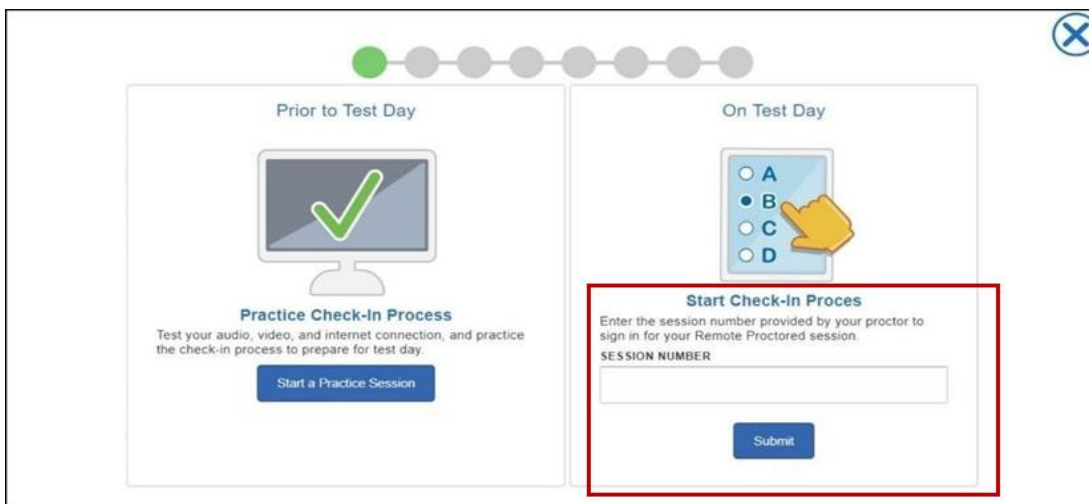 Prior to Test Day
Practice Check-In Process
Test your audio, video, and internet connection, and practice
the check-in process to prepare for test day.
Start a Practice Session
On Test Day
A
B
C
D
Start Check-In Proces
Enter the session number provided by your proctor to
sign in for your Remote Proctored session.
SESSION NUMBER
Submit